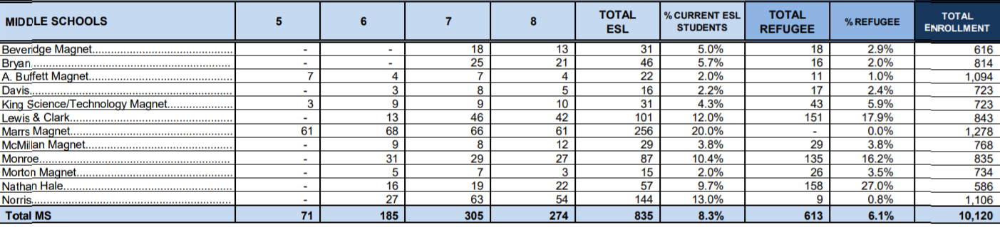 MIDDLE SCHOOLS 5 6 7 8 TOTAL ESL % CURRENT ESL STUDENTS TOTAL REFUGEE % REFUGEE TOTAL ENROLLMENT
Beveridge Magnet............................................. - - 18 13 31 5.0% 18 2.9% 616
Bryan............................................................... - - 25 21 46 5.7% 16 2.0% 814
A. Buffett Magnet.............................................. 7 4 7 4 22 2.0% 11 1.0% 1,094
Davis................................................................ - 3 8 5 16 2.2% 17 2.4% 723
King Science/Technology Magnet.................... 3 9 9 10 31 4.3% 43 5.9% 723
Lewis & Clark.................................................... - 13 46 42 101 12.0% 151 17.9% 843
Marrs Magnet.................................................... 61 68 66 61 256 20.0% - 0.0% 1,278
McMillan Magnet............................................... - 9 8 12 29 3.8% 29 3.8% 768
Monroe.............................................................. - 31 29 27 87 10.4% 135 16.2% 835
Morton Magnet.................................................. - 5 7 3 15 2.0% 26 3.5% 734
Nathan Hale...................................................... - 16 19 22 57 9.7% 158 27.0% 586
Norris................................................................ - 27 63 54 144 13.0% 9 0.8% 1,106
Total MS 71 185 305 274 835 8.3% 613 6.1% 10,120